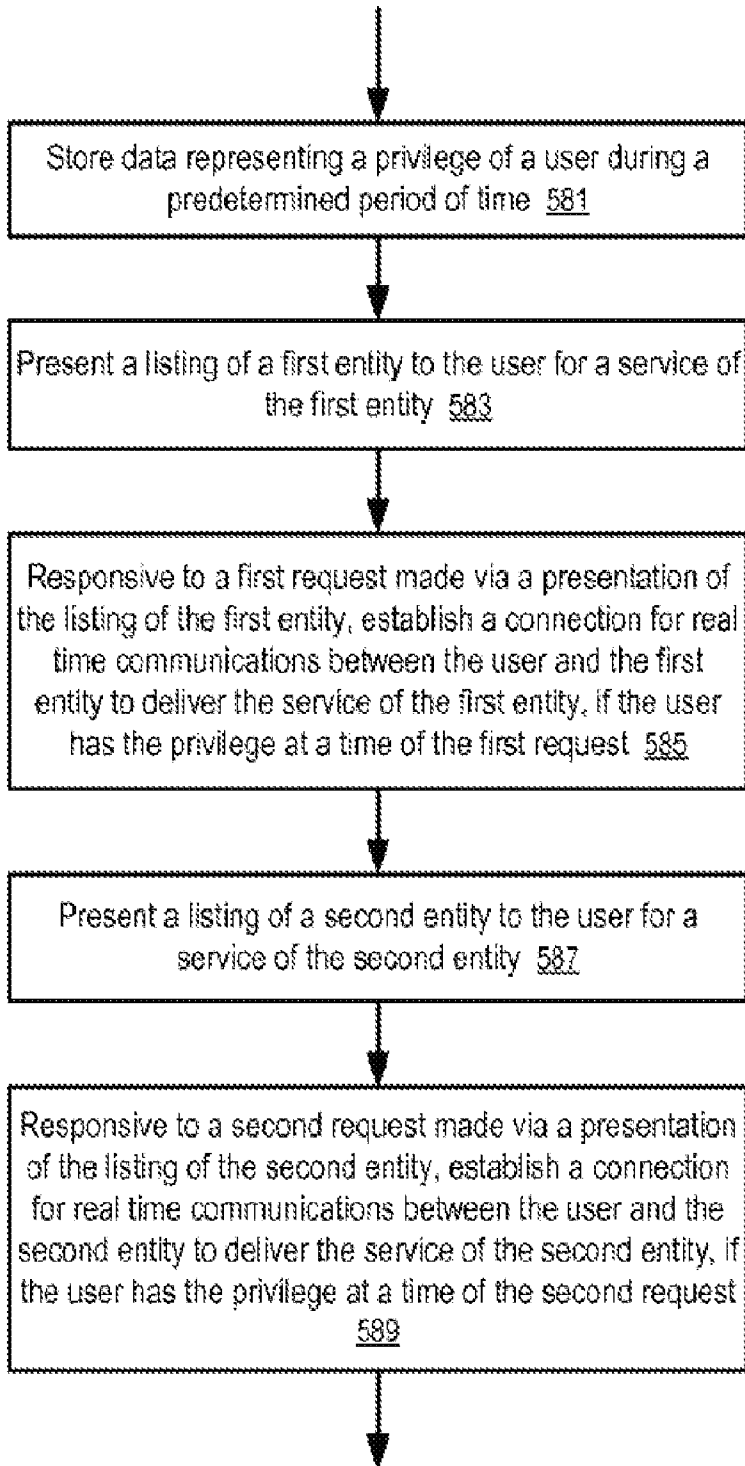 Store data representing a privilege of a user during a
predetermined period of time 581
Present a listing of a first entity to the user for a service of
the first entity 583
Responsive to a first request made via a presentation of
the listing of the first entity, establish a connection for real
time communications between the user and the first
entity to deliver the service of the first entity, if the user
has the privilege at a time of the first request 585
Present a listing of a second entity to the user for a
service of the second entity 587
Responsive to a second request made via a presentation
of the listing of the second entity, establish a connection
for real time communications between the user and the
second entity to deliver the service of the second entity, if
the user has the privilege at a time of the second request
589